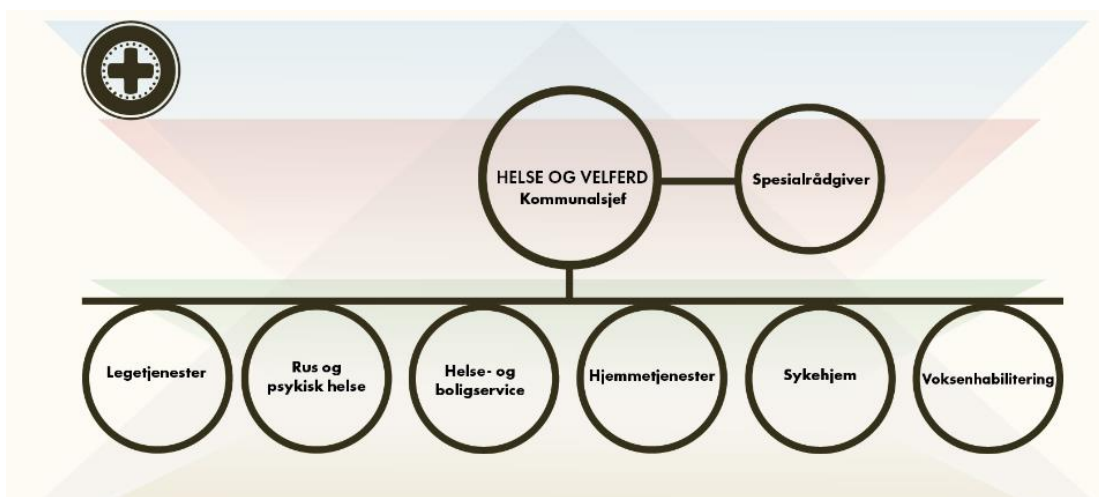 HELSE OG VELFERD
Kommunalsjef
Spesialrådgiver
Legetjenester
Rus og
psykisk helse
Helse- og
boligservice
Hjemmetjenester
Sykehjem
Voksenhabilitering